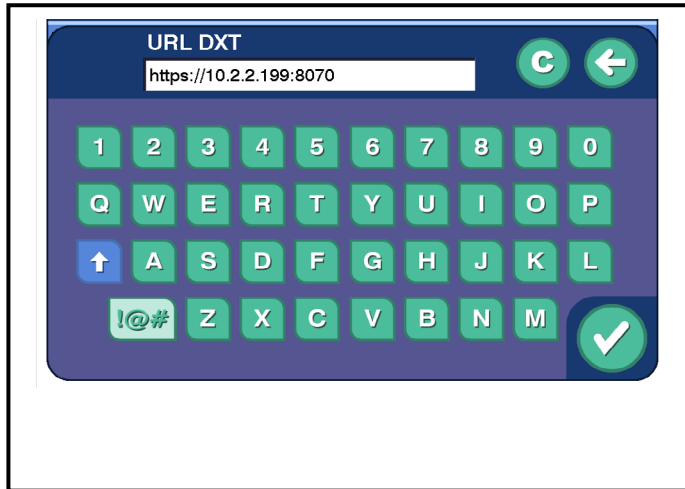 URL DXT
https://10.2.2.199:8070
C
1 2 3 4 5 6 7 8 9 0
Q W E R T Y U I O P
A S D F G H J K L
!@# Z X C V B N M